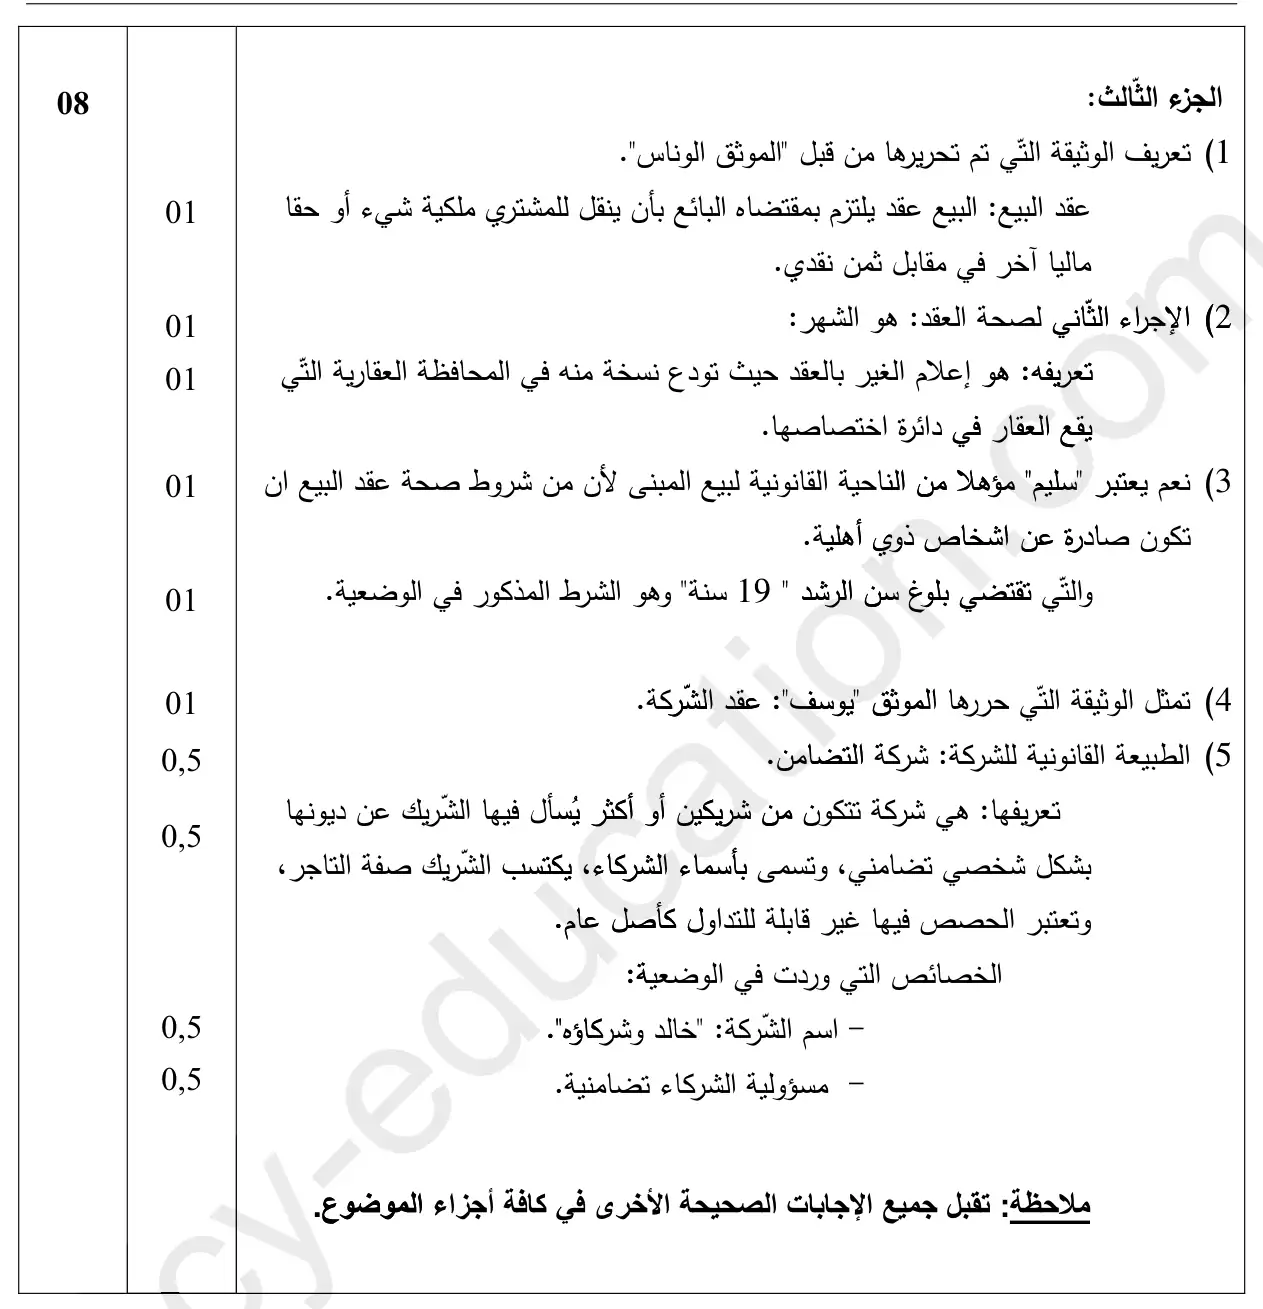 08
الجزء الثّالث:
1) تعريف الوثيقة التّي تم تحريرها من قبل "الموثق الوناس".
01
عقد البيع: البيع عقد يلتزم بمقتضاه البائع بأن ينقل للمشتري ملكية شيء أو حقا
ماليا آخر في مقابل ثمن نقدي.
01
2) الإجراء الثّاني لصحة العقد: هو الشهر:
01
تعريفه: هو إعلام الغير بالعقد حيث تودع نسخة منه في المحافظة العقارية التّي
يقع العقار في دائرة اختصاصها.
01
3) نعم يعتبر "سليم" مؤهلا من الناحية القانونية لبيع المبنى لأن من شروط صحة عقد البيع ان
تكون صادرة عن اشخاص ذوي أهلية.
01
والتّي تقتضي بلوغ سن الرشد " 19 سنة" وهو الشرط المذكور في الوضعية.
01
4) تمثل الوثيقة التّي حررها الموثق "يوسف": عقد الشّركة.
0,5
5) الطبيعة القانونية للشركة: شركة التضامن.
0,5
تعريفها: هي شركة تتكون من شريكين أو أكثر يُسأل فيها الشّريك عن ديونها
بشكل شخصي تضامني، وتسمى بأسماء الشركاء، يكتسب الشّريك صفة التاجر،
وتعتبر الحصص فيها غير قابلة للتداول كأصل عام.
الخصائص التي وردت في الوضعية:
0,5
– اسم الشّركة: "خالد وشركاؤه".
0,5
– مسؤولية الشركاء تضامنية.
ملاحظة: تقبل جميع الإجابات الصحيحة الأخرى في كافة أجزاء الموضوع.
cy-education.com